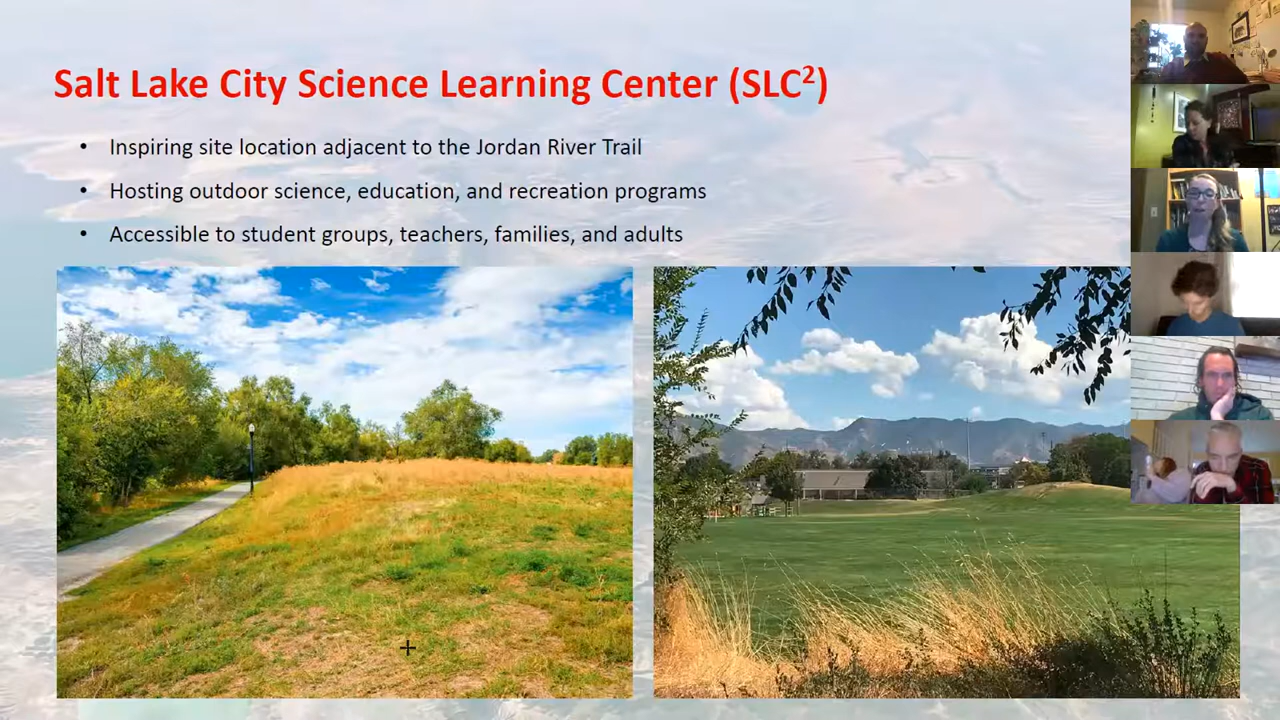 Salt Lake City Science Learning Center (SLC²)
• Inspiring site location adjacent to the Jordan River Trail
• Hosting outdoor science, education, and recreation programs
• Accessible to student groups, teachers, families, and adults